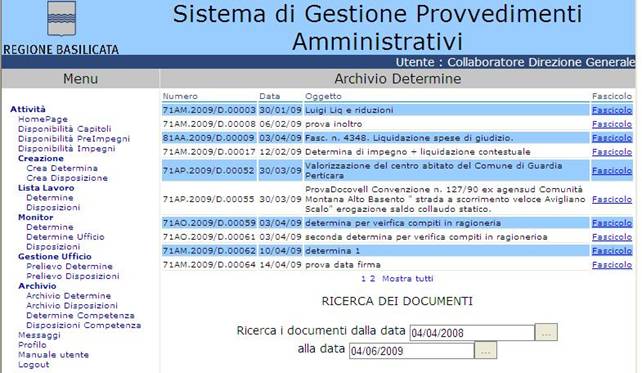 Sistema di Gestione Provvedimenti
Amministrativi
REGIONE BASILICATA
Utente : Collaboratore Direzione Generale
Menu
Attività
HomePage
Disponibilità Capitoli
Disponibilità PreImpegni
Disponibilità Impegni
Creazione
Crea Determina
Crea Disposizione
Lista Lavoro
Determine
Disposizioni
Monitor
Determine
Determine Ufficio
Disposizioni
Gestione Ufficio
Prelievo Determine
Prelievo Disposizioni
Archivio
Archivio Determine
Archivio Disposizioni
Determine Competenza
Disposizioni Competenza
Messaggi
Profilo
Manuale utente
Logout
Archivio Determine
Numero Data Oggetto Fascicolo
71AM.2009/D.00003 30/01/09 Luigi Liq e riduzioni Fascicolo
71AM.2009/D.00008 06/02/09 prova inoltro Fascicolo
81AA.2009/D.00009 03/04/09 Fasc. n. 4348. Liquidazione spese di giudizio. Fascicolo
71AM.2009/D.00017 12/02/09 Determina di impegno + liquidazione contestuale Fascicolo
71AP.2009/D.00052 30/03/09 Valorizzazione del centro abitato del Comune di Guardia Perticara Fascicolo
71AP.2009/D.00055 30/03/09 ProvaDocovell Convenzione n. 127/90 ex agensud Comunità
Montana Alto Basento " strada a scorrimento veloce Avigliano
Scalo" erogazione saldo collaudo statico. Fascicolo
71AO.2009/D.00059 03/04/09 determina per veirfica compiti in ragioneria Fascicolo
71AO.2009/D.00061 03/04/09 seconda determina per verifica compiti in ragionerioa Fascicolo
71AM.2009/D.00062 10/04/09 determina 1 Fascicolo
71AM.2009/D.00064 14/04/09 prova data firma Fascicolo
1 2 Mostra tutti
RICERCA DEI DOCUMENTI
Ricerca i documenti dalla data 04/04/2008 ...
alla data 04/06/2009 ...